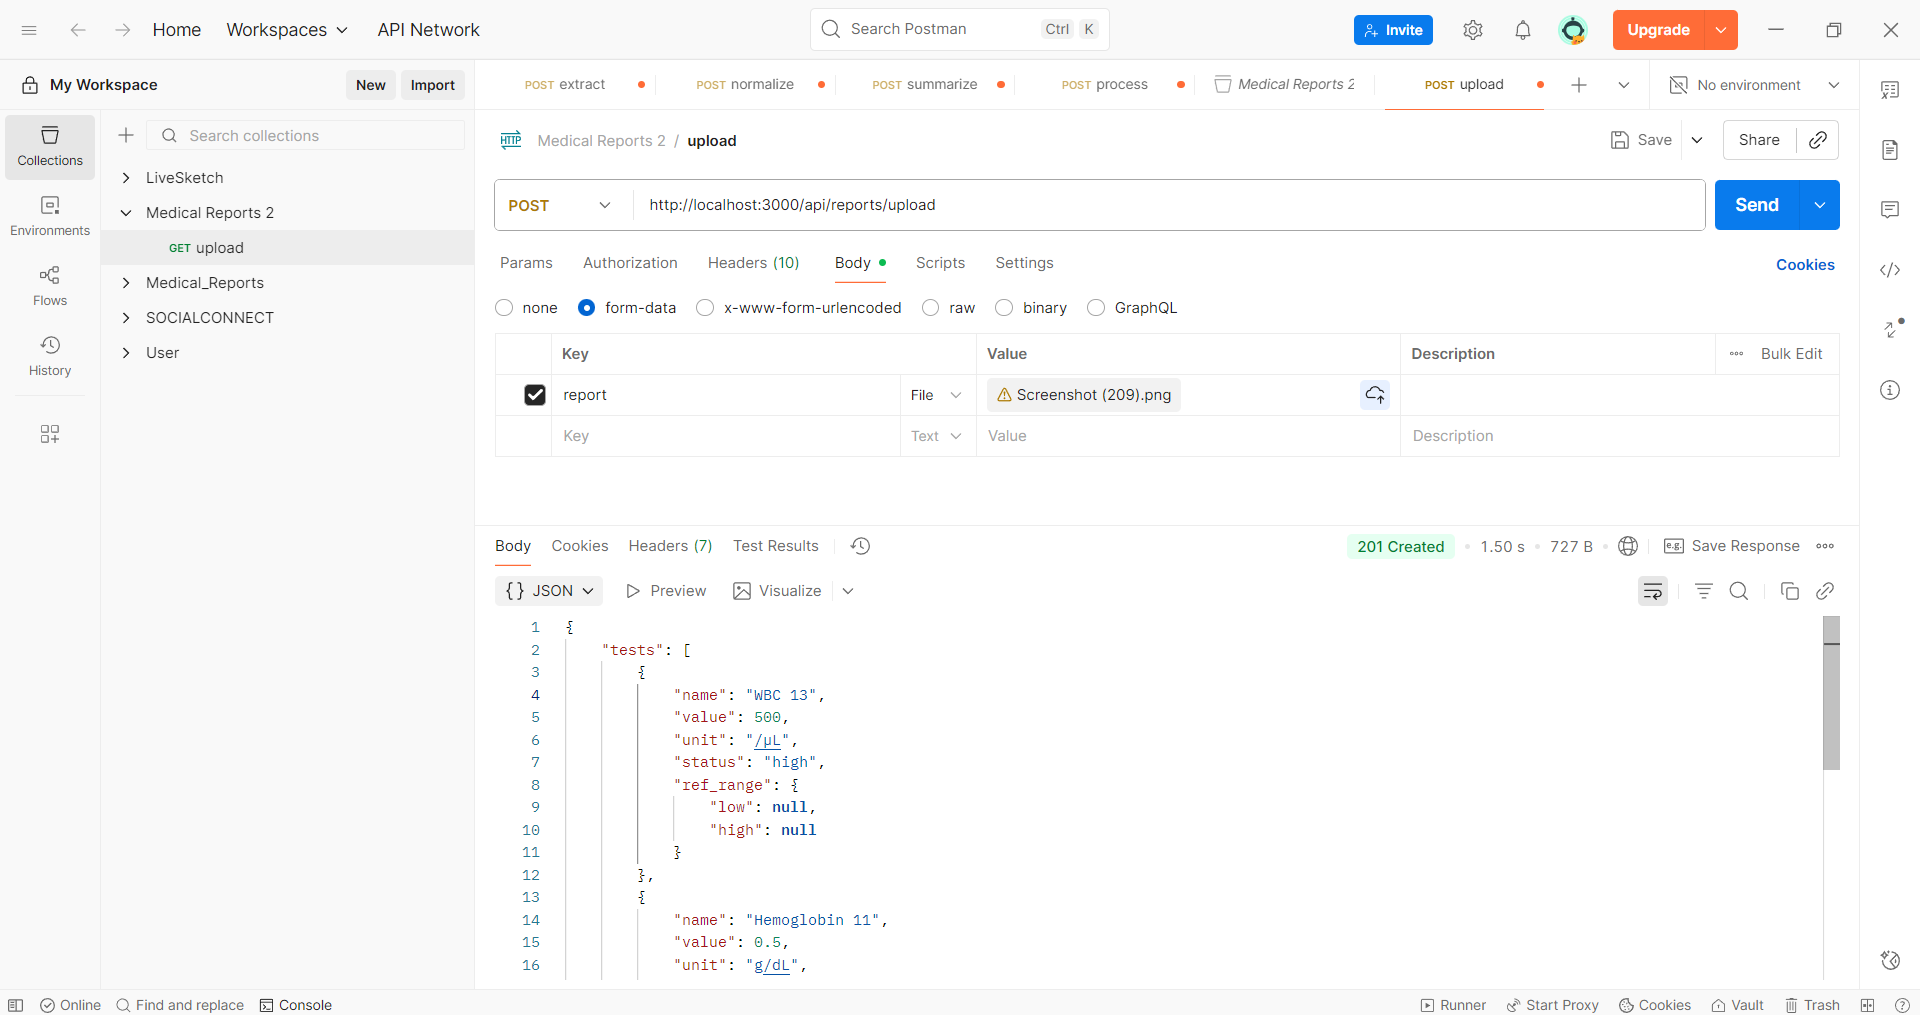 Home Workspaces API Network Search Postman Ctrl K Invite Upgrade
My Workspace New Import
POST extract POST normalize POST summarize POST process Medical Reports 2 POST upload No environment
Collections
Environments
Flows
History
Search collections
LiveSketch
Medical Reports 2
GET upload
Medical_Reports
SOCIALCONNECT
User
HTTP Medical Reports 2 / upload Save Share
POST http://localhost:3000/api/reports/upload Send
Params Authorization Headers (10) Body Scripts Settings Cookies
none form-data x-www-form-urlencoded raw binary GraphQL
Key Value Description Bulk Edit
report File Screenshot (209).png
Key Text Value Description
Body Cookies Headers (7) Test Results 201 Created 1.50 s 727 B e.g. Save Response
{} JSON Preview Visualize
1 {
2 "tests": [
3 {
4 "name": "WBC 13",
5 "value": 500,
6 "unit": "/µL",
7 "status": "high",
8 "ref_range": {
9 "low": null,
10 "high": null
11 }
12 },
13 {
14 "name": "Hemoglobin 11",
15 "value": 0.5,
16 "unit": "g/dL",
Online Find and replace Console Runner Start Proxy Cookies Vault Trash